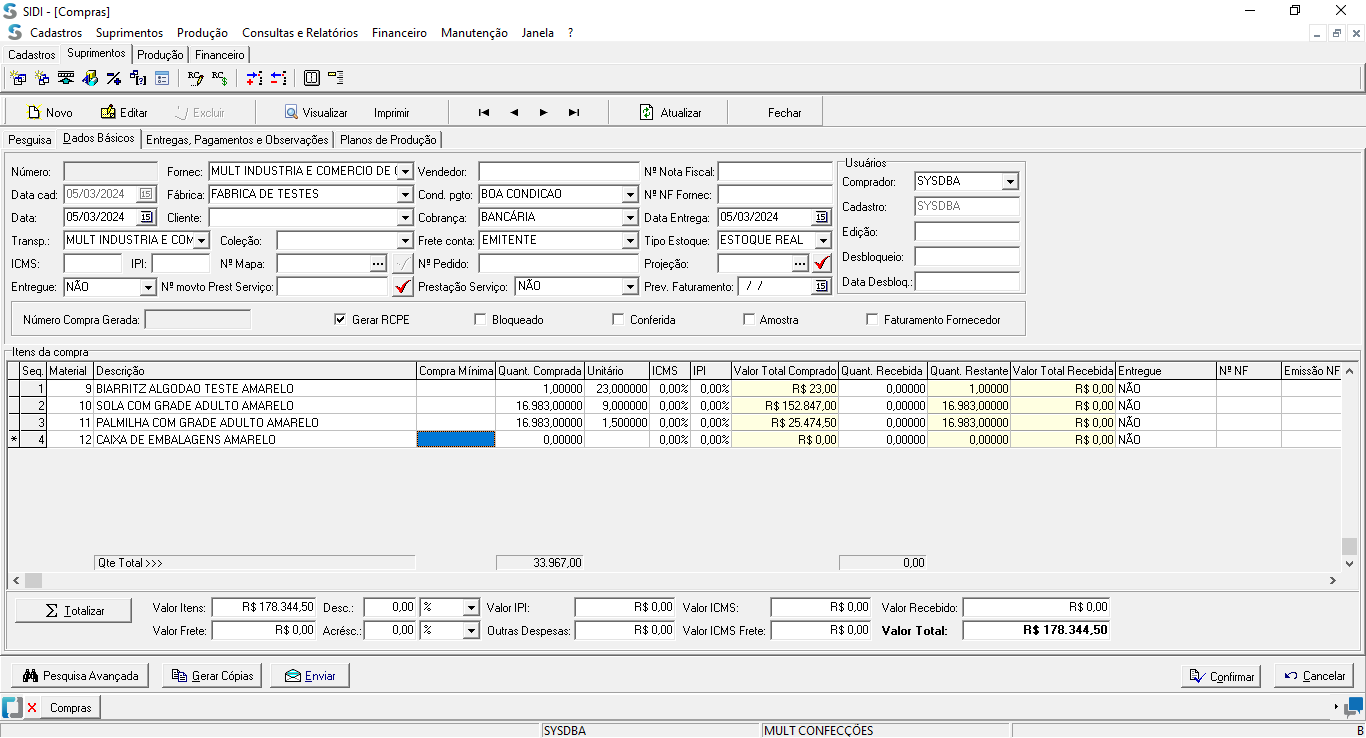 SIDI - [Compras]
Cadastros Suprimentos Produção Consultas e Relatórios Financeiro Manutenção Janela ?
Cadastros Suprimentos Produção Financeiro
Novo Editar Excluir Visualizar Imprimir Atualizar Fechar
Pesquisa Dados Básicos Entregas, Pagamentos e Observações Planos de Produção
Número: Fornec: MULT INDUSTRIA E COMERCIO DE Vendedor: Nº Nota Fiscal: Usuários
Comprador: SYSDBA
Data cad: 05/03/2024 15 Fábrica: FABRICA DE TESTES Cond. pgto: BOA CONDICAO Nº NF Fornec:
Cadastro: SYSDBA
Data: 05/03/2024 15 Cliente: Cobrança: BANCÁRIA Data Entrega: 05/03/2024 15
Edição:
Transp.: MULT INDUSTRIA E COM Coleção: Frete conta: EMITENTE Tipo Estoque: ESTOQUE REAL
Desbloqueio:
ICMS: IPI: Nº Mapa: ... Nº Pedido: Projeção: ...
Data Desbloq.:
Entregue: NÃO Nº movto Prest Serviço: Prestação Serviço: NÃO Prev. Faturamento: / / 15
Número Compra Gerada: Gerar RCPE Bloqueado Conferida Amostra Faturamento Fornecedor
Itens da compra
Seq. Material Descrição Compra Mínima Quant. Comprada Unitário ICMS IPI Valor Total Comprado Quant. Recebida Quant. Restante Valor Total Recebida Entregue Nº NF Emissão NF
1 9 BIARRITZ ALGODAO TESTE AMARELO 1,00000 23,000000 0,00% 0,00% R$ 23,00 0,00000 1,00000 R$ 0,00 NÃO
2 10 SOLA COM GRADE ADULTO AMARELO 16.983,00000 9,000000 0,00% 0,00% R$ 152.847,00 0,00000 16.983,00000 R$ 0,00 NÃO
3 11 PALMILHA COM GRADE ADULTO AMARELO 16.983,00000 1,500000 0,00% 0,00% R$ 25.474,50 0,00000 16.983,00000 R$ 0,00 NÃO
* 4 12 CAIXA DE EMBALAGENS AMARELO 0,00000 0,00% 0,00% R$ 0,00 0,00000 0,00000 R$ 0,00 NÃO
Qte Total >>> 33.967,00 0,00
Σ Totalizar Valor Itens: R$ 178.344,50 Desc.: 0,00 % Valor IPI: R$ 0,00 Valor ICMS: R$ 0,00 Valor Recebido: R$ 0,00
Valor Frete: R$ 0,00 Acrésc.: 0,00 % Outras Despesas: R$ 0,00 Valor ICMS Frete: R$ 0,00 Valor Total: R$ 178.344,50
Pesquisa Avançada Gerar Cópias Enviar Confirmar Cancelar
Compras
SYSDBA MULT CONFECÇÕES B